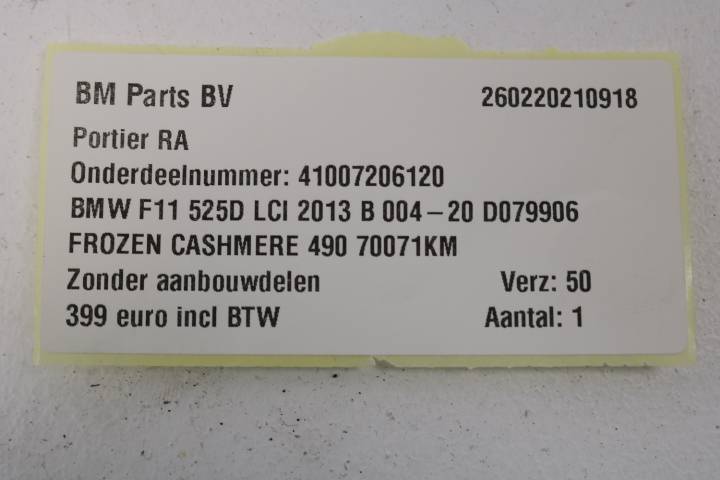 BM Parts BV 260220210918
Portier RA
Onderdeelnummer: 41007206120
BMW F11 525D LCI 2013 B 004-20 D079906
FROZEN CASHMERE 490 70071KM
Zonder aanbouwdelen Verz: 50
399 euro incl BTW Aantal: 1